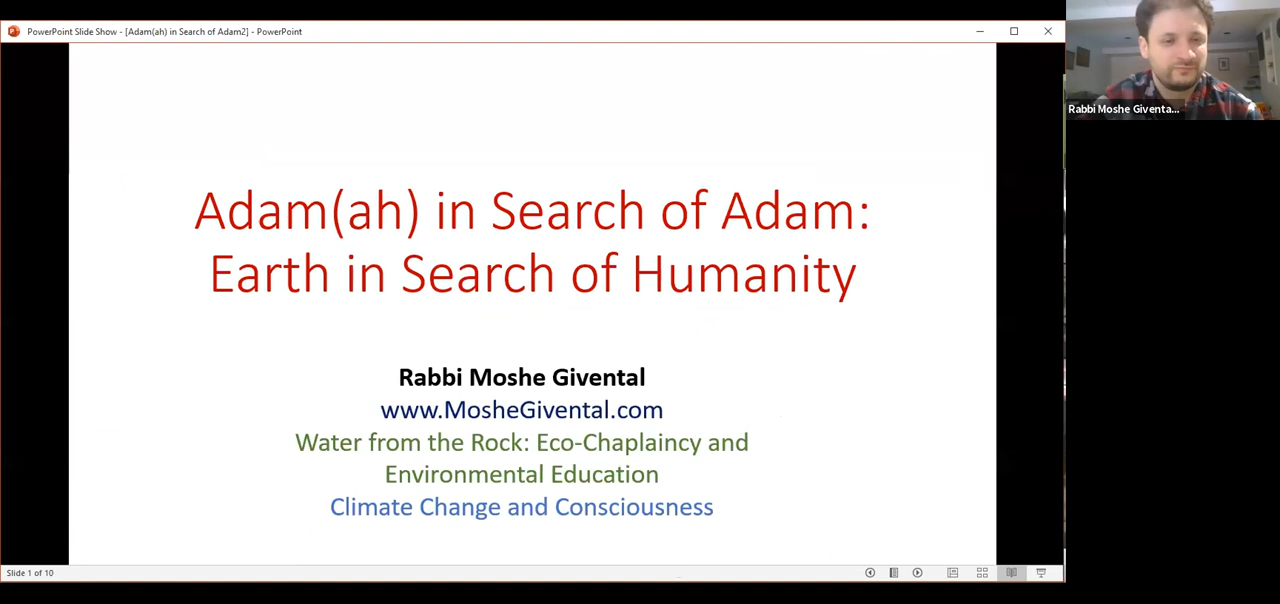 PowerPoint Slide Show - [Adam(ah) in Search of Adam2] - PowerPoint
Rabbi Moshe Giventa...
Adam(ah) in Search of Adam:
Earth in Search of Humanity
Rabbi Moshe Givental
www.MosheGivental.com
Water from the Rock: Eco-Chaplaincy and
Environmental Education
Climate Change and Consciousness
Slide 1 of 10